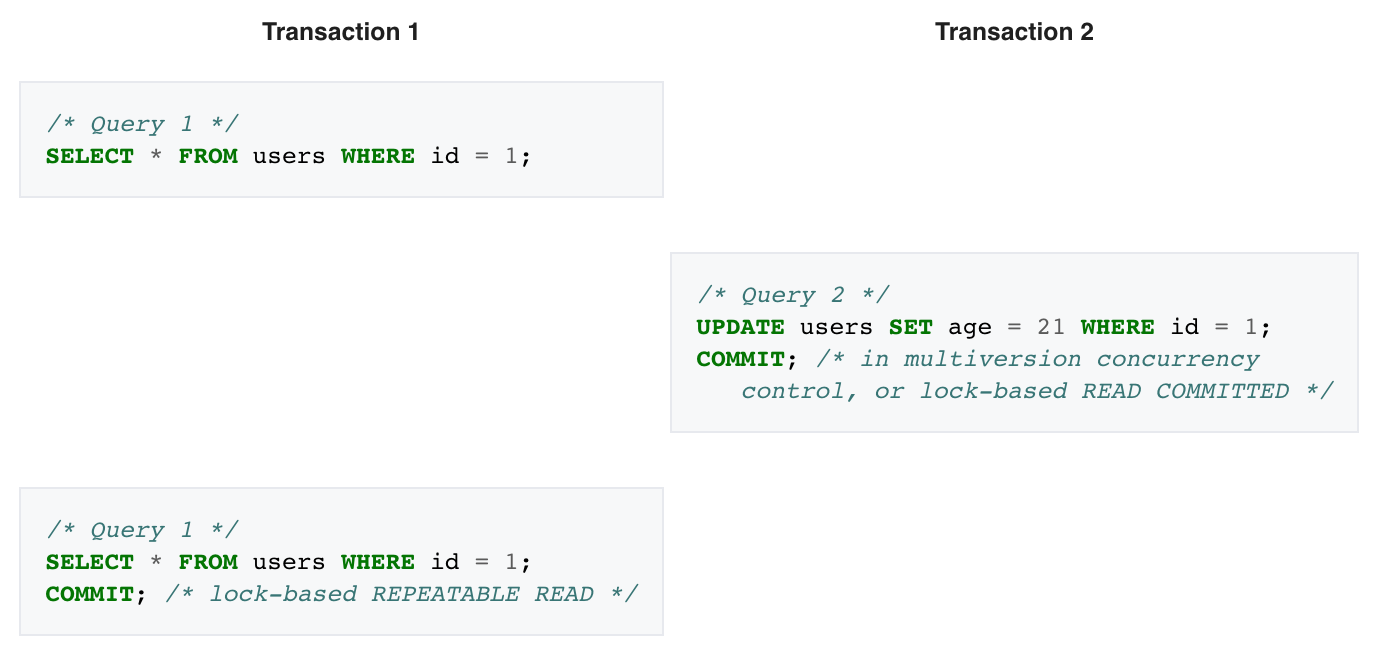 Transaction 1
Transaction 2
/* Query 1 */
SELECT * FROM users WHERE id = 1;
/* Query 2 */
UPDATE users SET age = 21 WHERE id = 1;
COMMIT; /* in multiversion concurrency
control, or lock-based READ COMMITTED */
/* Query 1 */
SELECT * FROM users WHERE id = 1;
COMMIT; /* lock-based REPEATABLE READ */